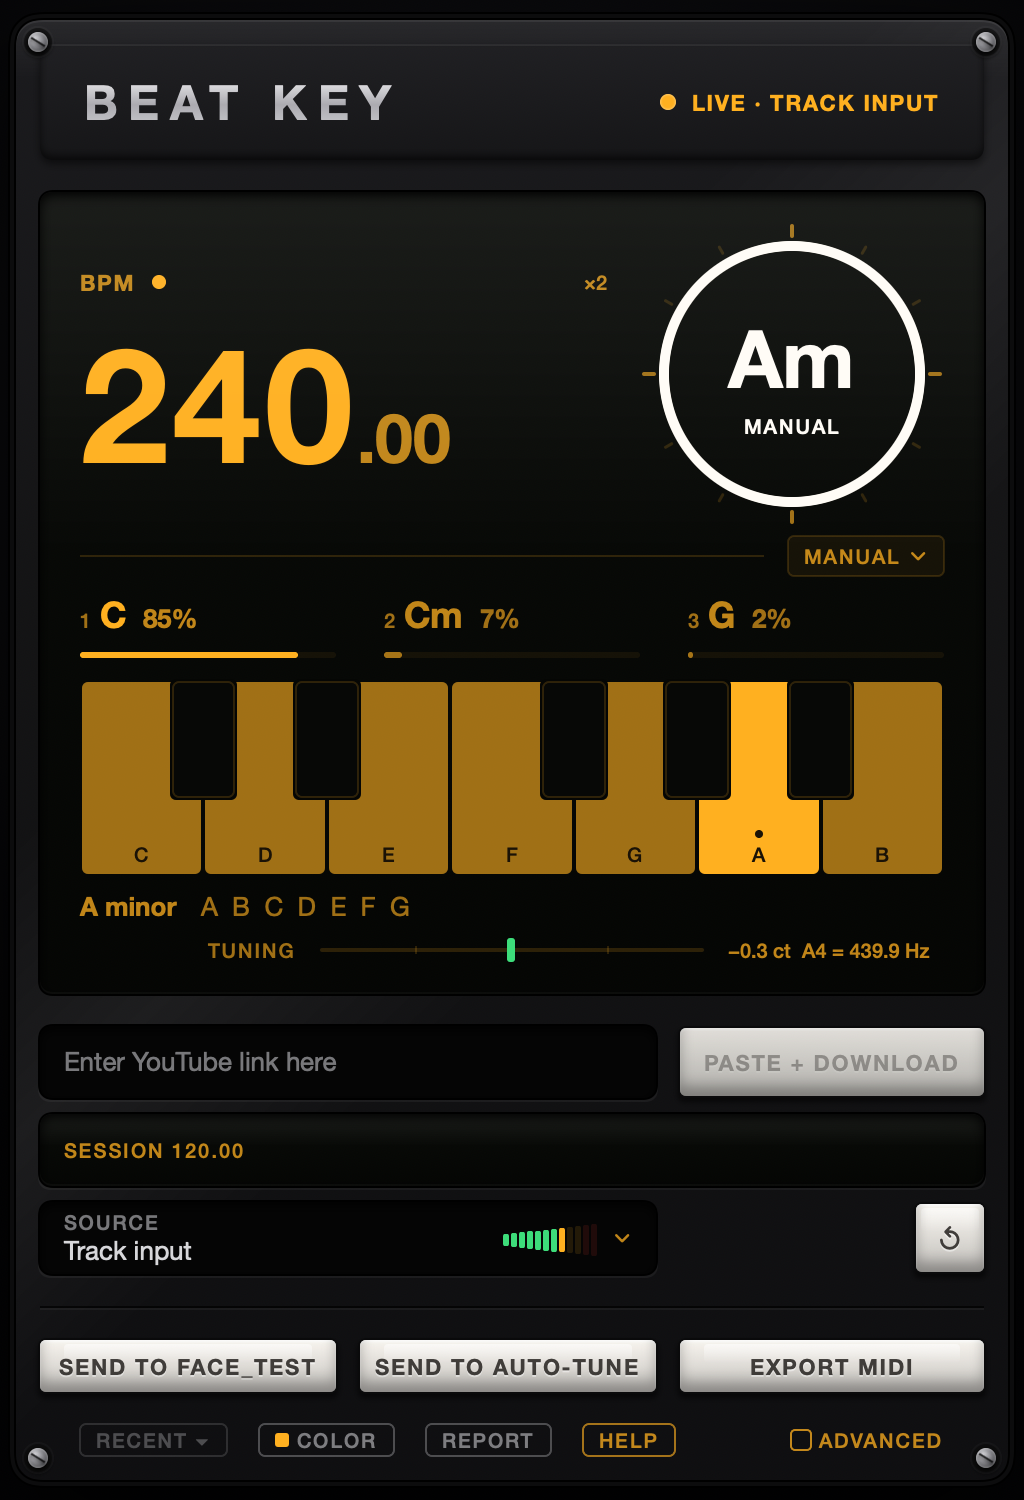 BEAT KEY
LIVE · TRACK INPUT
BPM
×2
240.00
Am
MANUAL
MANUAL
1 C 85%
2 Cm 7%
3 G 2%
C D E F G A B
A minor A B C D E F G
TUNING
−0.3 ct A4 = 439.9 Hz
Enter YouTube link here
PASTE + DOWNLOAD
SESSION 120.00
SOURCE
Track input
SEND TO FACE_TEST
SEND TO AUTO-TUNE
EXPORT MIDI
RECENT
COLOR
REPORT
HELP
ADVANCED